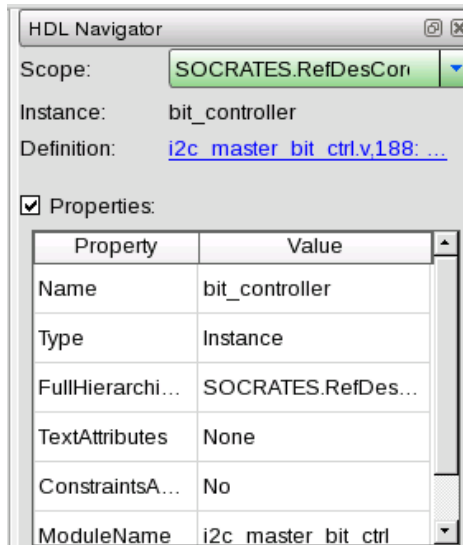 HDL Navigator
Scope: SOCRATES.RefDesCon
Instance: bit_controller
Definition: i2c_master_bit_ctrl.v,188: ...
Properties:
Property Value
Name bit_controller
Type Instance
FullHierarchi... SOCRATES.RefDes...
TextAttributes None
ConstraintsA... No
ModuleName i2c_master_bit_ctrl